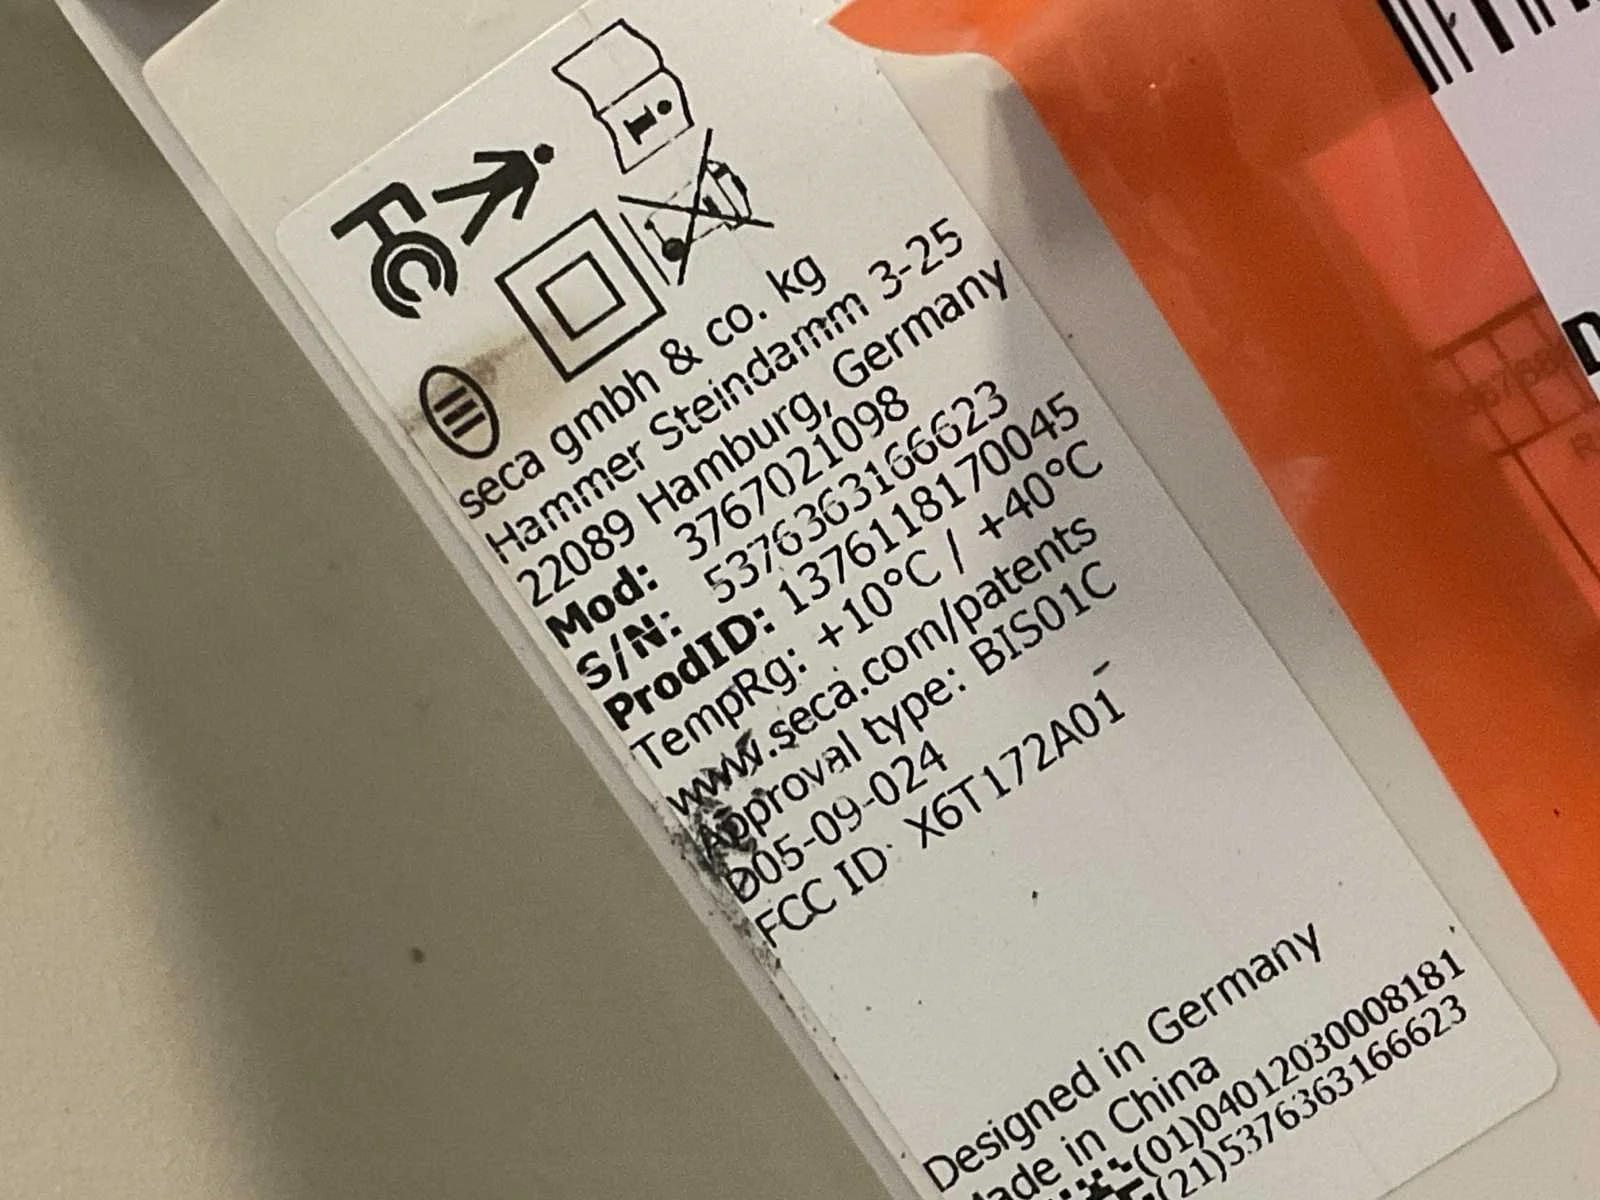 FC
i
seca gmbh & co. kg
Hammer Steindamm 3-25
22089 Hamburg, Germany
Mod: 3767021098
S/N: 5376363166623
ProdID: 1376118170045
TempRg: +10°C / +40°C
www.seca.com/patents
Approval type: BIS01C
D05-09-024
FCC ID: X6T172A01
Designed in Germany
Made in China
(01)04012030008181
(21)5376363166623